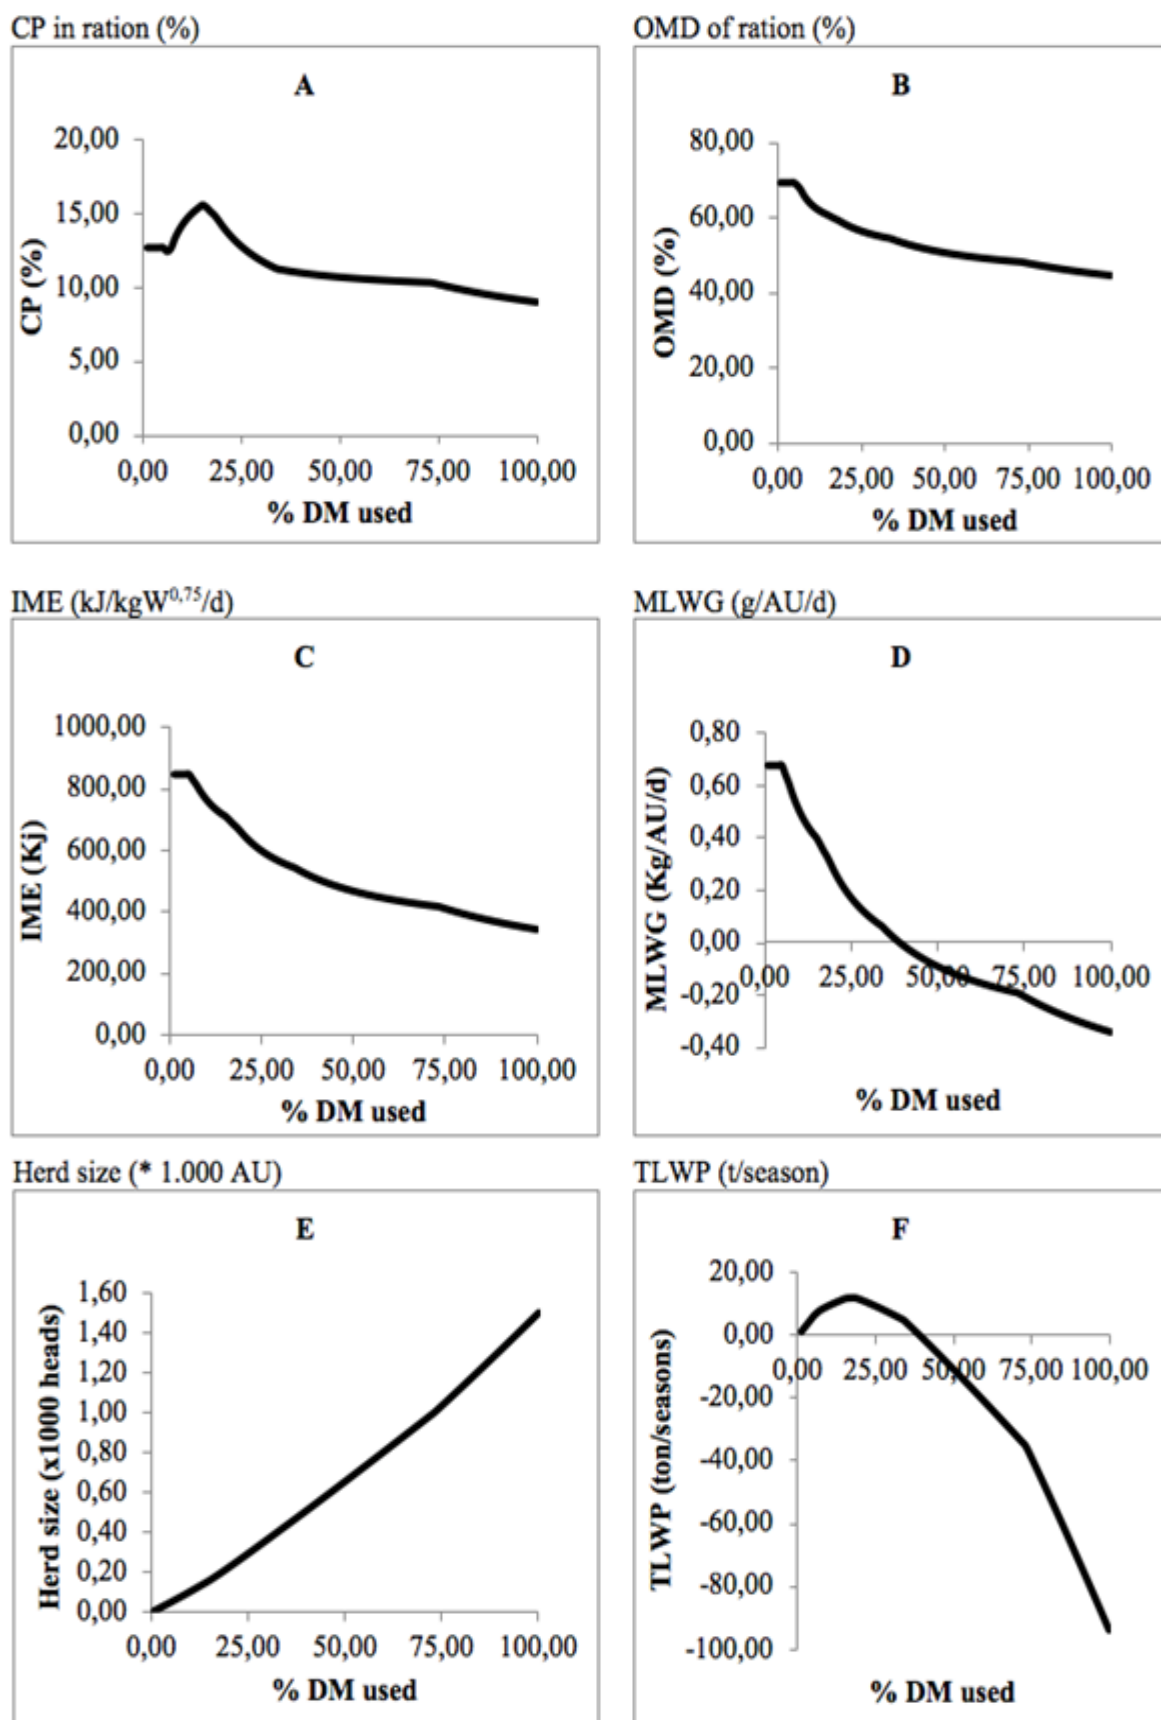 CP in ration (%)
A
20,00
15,00
10,00
5,00
0,00
CP (%)
0,00 25,00 50,00 75,00 100,00
% DM used
OMD of ration (%)
B
80,00
60,00
40,00
20,00
0,00
OMD (%)
0,00 25,00 50,00 75,00 100,00
% DM used
IME (kJ/kgW0,75/d)
C
1000,00
800,00
600,00
400,00
200,00
0,00
IME (Kj)
0,00 25,00 50,00 75,00 100,00
% DM used
MLWG (g/AU/d)
D
0,80
0,60
0,40
0,20
0,00
-0,20
-0,40
MLWG (Kg/AU/d)
0,00 25,00 50,00 75,00 100,00
% DM used
Herd size (* 1.000 AU)
E
1,60
1,40
1,20
1,00
0,80
0,60
0,40
0,20
0,00
Herd size (x1000 heads)
0,00 25,00 50,00 75,00 100,00
% DM used
TLWP (t/season)
F
20,00
0,00
-20,00
-40,00
-60,00
-80,00
-100,00
TLWP (ton/seasons)
0,00 25,00 50,00 75,00 100,00
% DM used